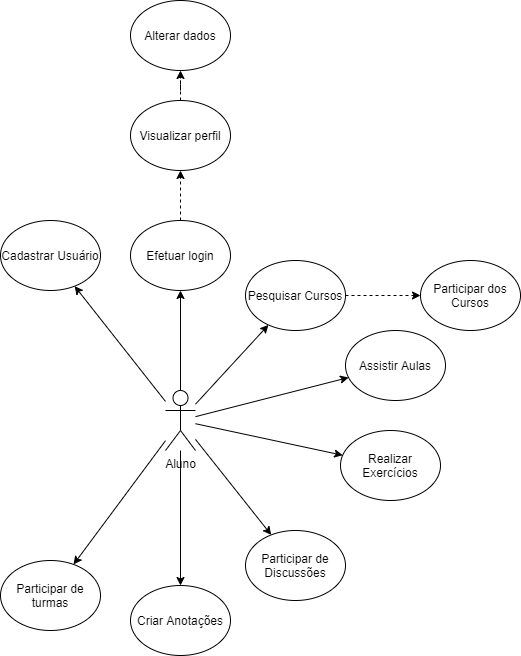 Alterar dados
Visualizar perfil
Cadastrar Usuário
Efetuar login
Pesquisar Cursos
Participar dos
Cursos
Assistir Aulas
Aluno
Realizar
Exercícios
Participar de
Discussões
Participar de
turmas
Criar Anotações